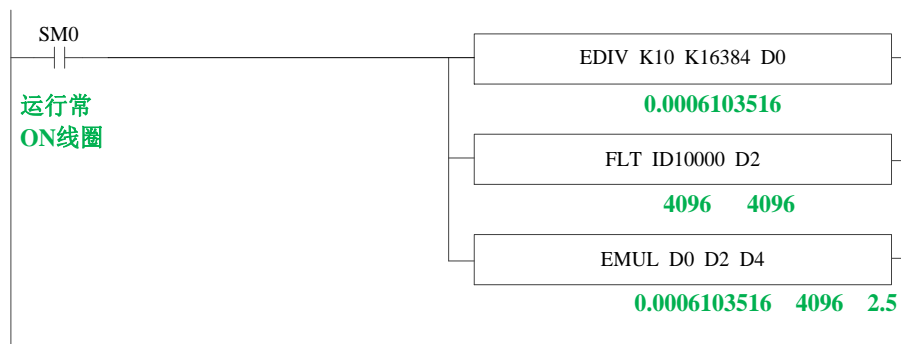 SM0
EDIV K10 K16384 D0
运行常
ON线圈
0.0006103516
FLT ID10000 D2
4096 4096
EMUL D0 D2 D4
0.0006103516 4096 2.5